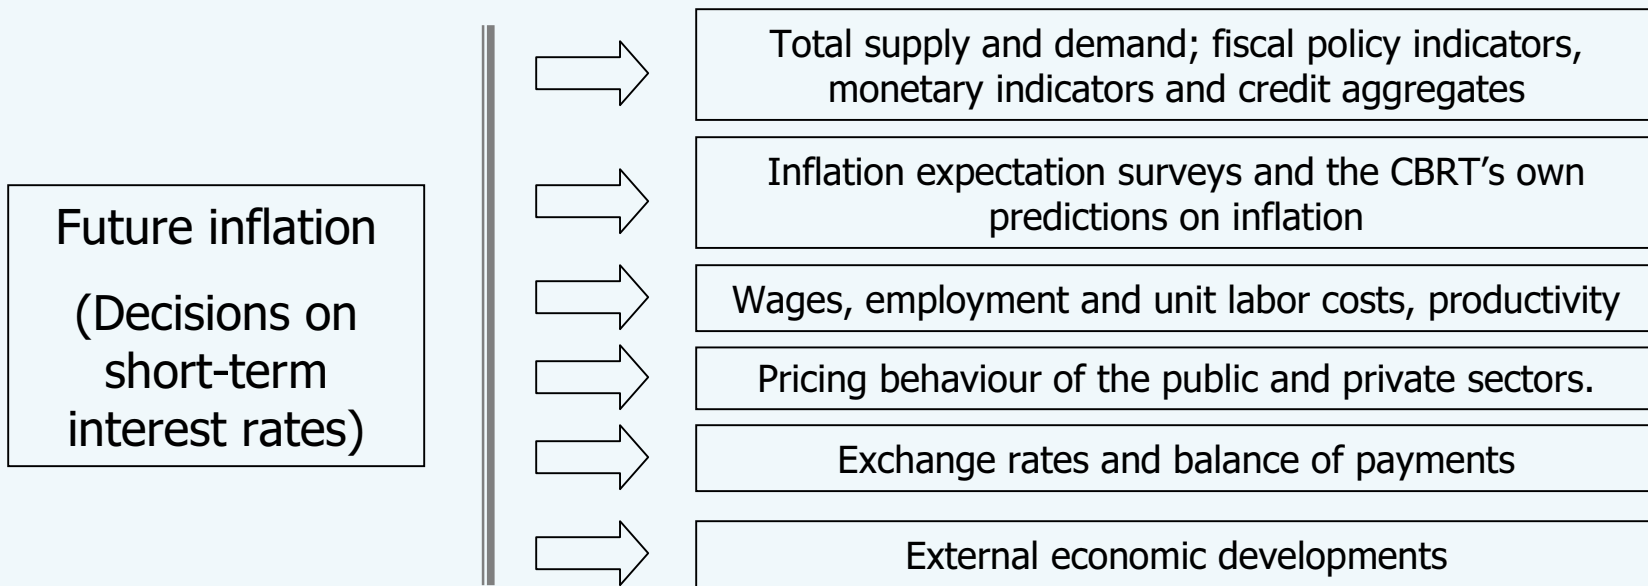 Total supply and demand; fiscal policy indicators,
monetary indicators and credit aggregates
Inflation expectation surveys and the CBRT’s own
predictions on inflation
Future inflation
(Decisions on
short-term
interest rates)
Wages, employment and unit labor costs, productivity
Pricing behaviour of the public and private sectors.
Exchange rates and balance of payments
External economic developments